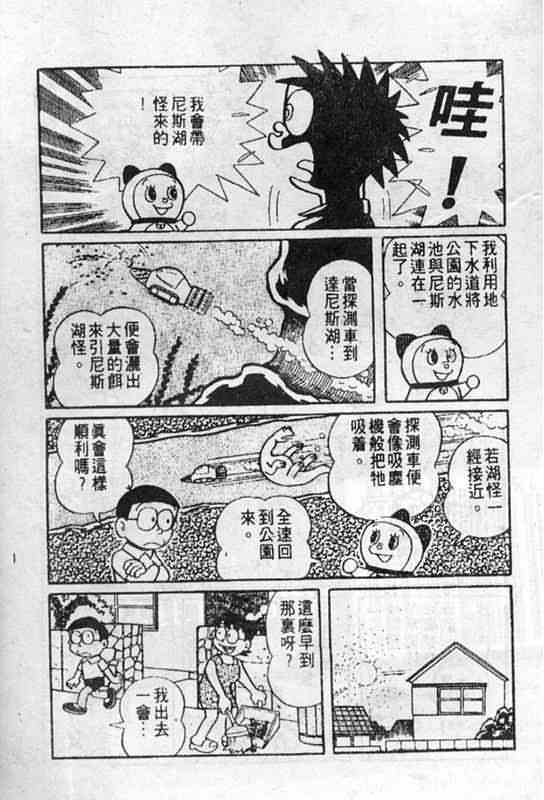 哇！
我會帶
尼斯湖
怪來的
！
我利用地
下水道將
公園的水
池與尼斯
湖連在一
起了。
當探測車到
達尼斯湖…
便會灑出
大量的餌
來引尼斯
湖怪。
若湖怪一
經接近。
探測車便
會像吸塵
機般把牠
吸着。
全速回
到公園
來。
眞會這樣
順利嗎？
這麼早到
那裏呀？
我出去
一會…